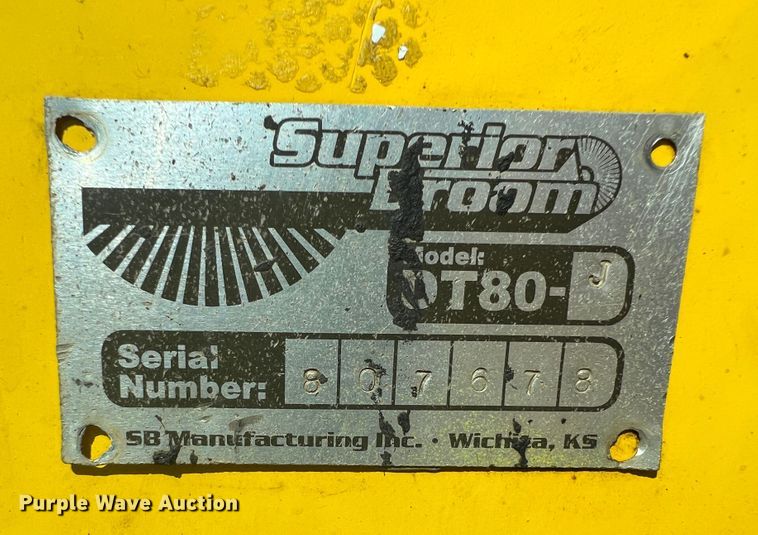 Superior
Broom
Model:
DT80-J
Serial
Number: 807678
SB Manufacturing Inc. · Wichita, KS
Purple Wave Auction